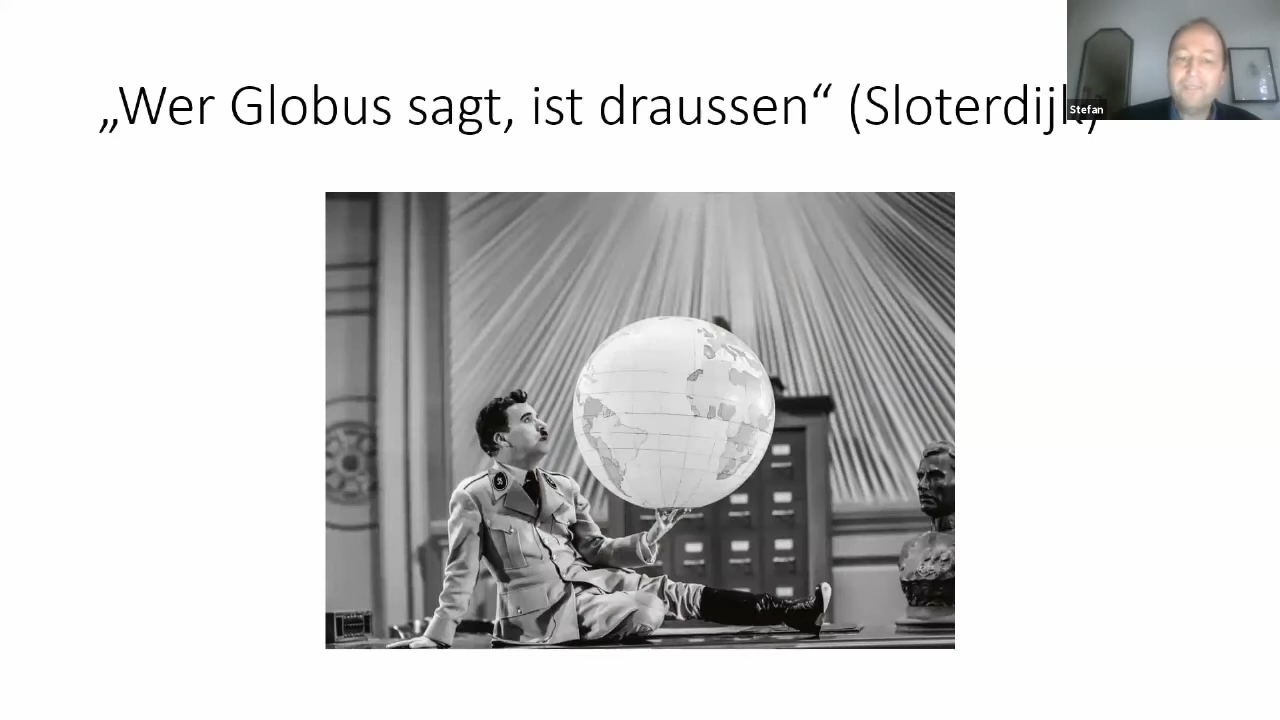 „Wer Globus sagt, ist draussen“ (Sloterdijk)
Stefan